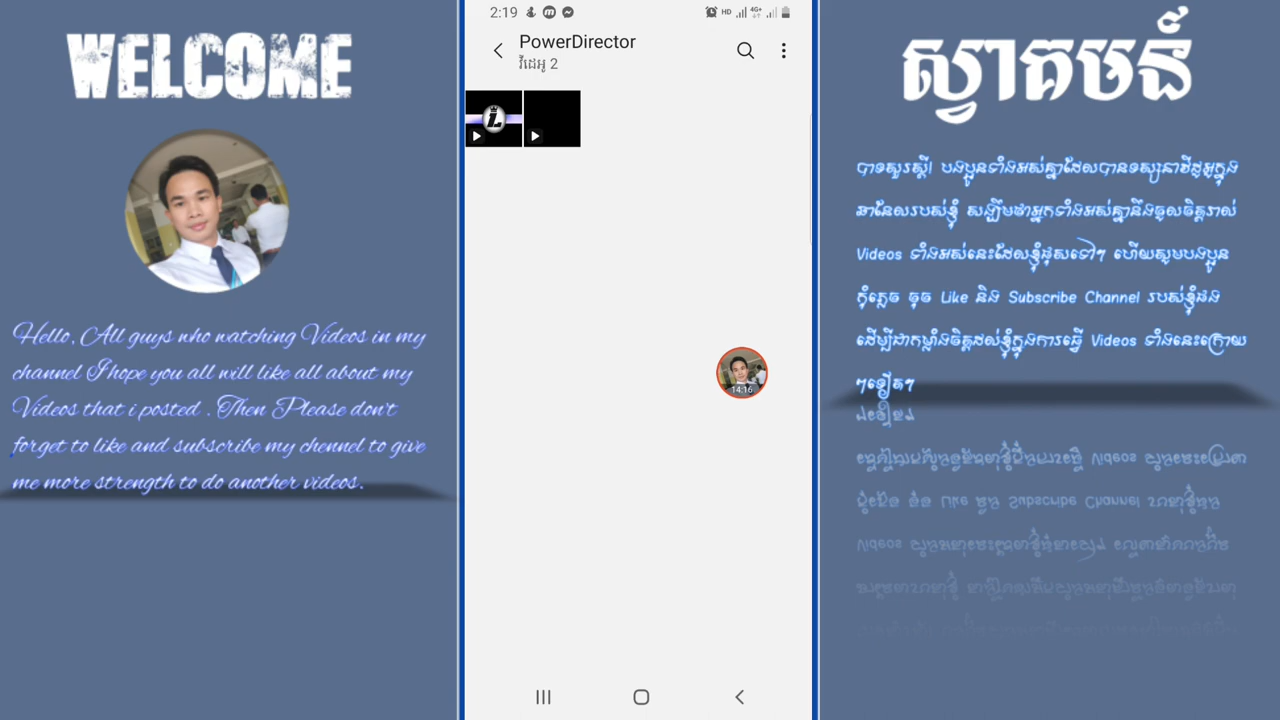 WELCOME
Hello, All guys who watching Videos in my
channel I hope you all will like all about my
Videos that i posted . Then Please don't
forget to like and subscribe my chennel to give
me more strength to do another videos.
2:19
HD 4G+
PowerDirector
វីដេអូ 2
L
14:16
ស្វាគមន៍
បាទសួរស្ដី! បងប្អូនទាំងអស់គ្នាដែលបានទស្សនាវីដេអូក្នុង
ឆានែលរបស់ខ្ញុំ សង្ឃឹមថាអ្នកទាំងអស់គ្នានឹងចូលចិត្តរាល់
Videos ទាំងអស់នេះដែលខ្ញុំផុសទៅៗ ហើយសូមបងប្អូន
កុំភ្លេច ចុច Like និង Subscribe Channel របស់ខ្ញុំផង
ដើម្បីជាកម្លាំងចិត្តដល់ខ្ញុំក្នុងការធ្វើ Videos ទាំងនេះក្រោយ
ៗទៀតៗ